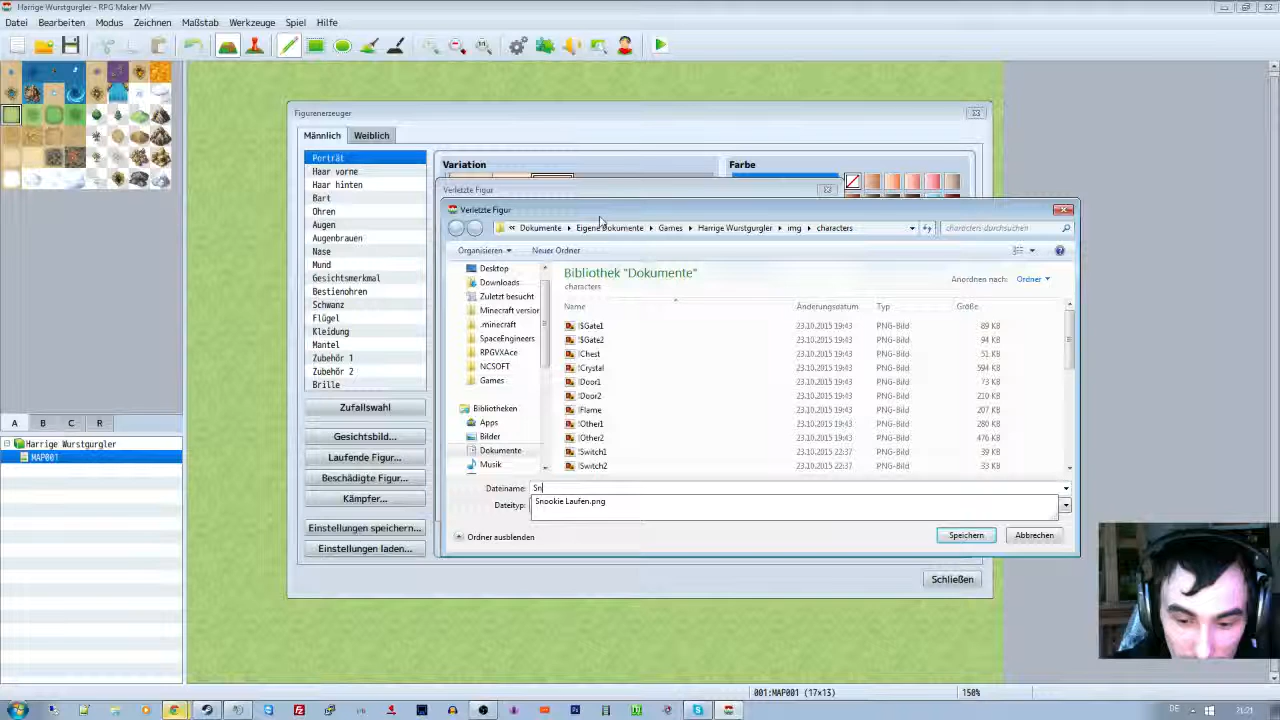 Harrige Wurstgurgler - RPG Maker MV
Datei Bearbeiten Modus Zeichnen Maßstab Werkzeuge Spiel Hilfe
Figurenerzeuger
Männlich Weiblich
Porträt
Haar vorne
Haar hinten
Bart
Ohren
Augen
Augenbrauen
Nase
Mund
Gesichtsmerkmal
Bestienohren
Schwanz
Flügel
Kleidung
Mantel
Zubehör 1
Zubehör 2
Brille
Zufallswahl
Gesichtsbild...
Laufende Figur...
Beschädigte Figur...
Kämpfer...
Einstellungen speichern...
Einstellungen laden...
Variation Farbe
Verletzte Figur
Verletzte Figur
« Dokumente Eigene Dokumente Games Harrige Wurstgurgler img characters characters durchsuchen
Organisieren Neuer Ordner
Desktop
Downloads
Zuletzt besucht
Minecraft version
.minecraft
SpaceEngineers
RPGVXAce
NCSOFT
Games
Bibliotheken
Apps
Bilder
Dokumente
Musik
Bibliothek "Dokumente"
characters
Anordnen nach: Ordner
Name Änderungsdatum Typ Größe
!$Gate1 23.10.2015 19:43 PNG-Bild 89 KB
!$Gate2 23.10.2015 19:43 PNG-Bild 94 KB
!Chest 23.10.2015 19:43 PNG-Bild 51 KB
!Crystal 23.10.2015 19:43 PNG-Bild 594 KB
!Door1 23.10.2015 19:43 PNG-Bild 73 KB
!Door2 23.10.2015 19:43 PNG-Bild 210 KB
!Flame 23.10.2015 19:43 PNG-Bild 207 KB
!Other1 23.10.2015 19:43 PNG-Bild 280 KB
!Other2 23.10.2015 19:43 PNG-Bild 476 KB
!Switch1 23.10.2015 22:37 PNG-Bild 39 KB
!Switch2 23.10.2015 22:37 PNG-Bild 33 KB
Dateiname: Sn
Snookie Laufen.png
Dateityp:
Ordner ausblenden Speichern Abbrechen
Schließen
A B C R
Harrige Wurstgurgler
MAP001
001:MAP001 (17x13) 150%
DE 21:21